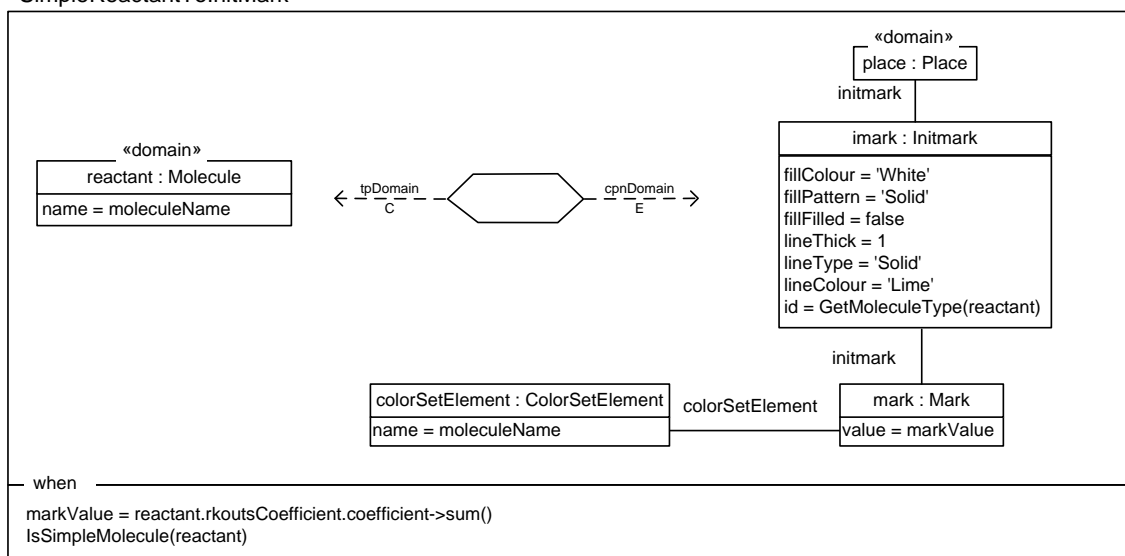 SimpleReactantToInitMark
«domain»
place : Place
initmark
imark : Initmark
fillColour = 'White'
fillPattern = 'Solid'
fillFilled = false
lineThick = 1
lineType = 'Solid'
lineColour = 'Lime'
id = GetMoleculeType(reactant)
«domain»
reactant : Molecule
name = moleculeName
tpDomain
C
cpnDomain
E
initmark
colorSetElement : ColorSetElement
name = moleculeName
colorSetElement
mark : Mark
value = markValue
when
markValue = reactant.rkoutsCoefficient.coefficient->sum()
IsSimpleMolecule(reactant)